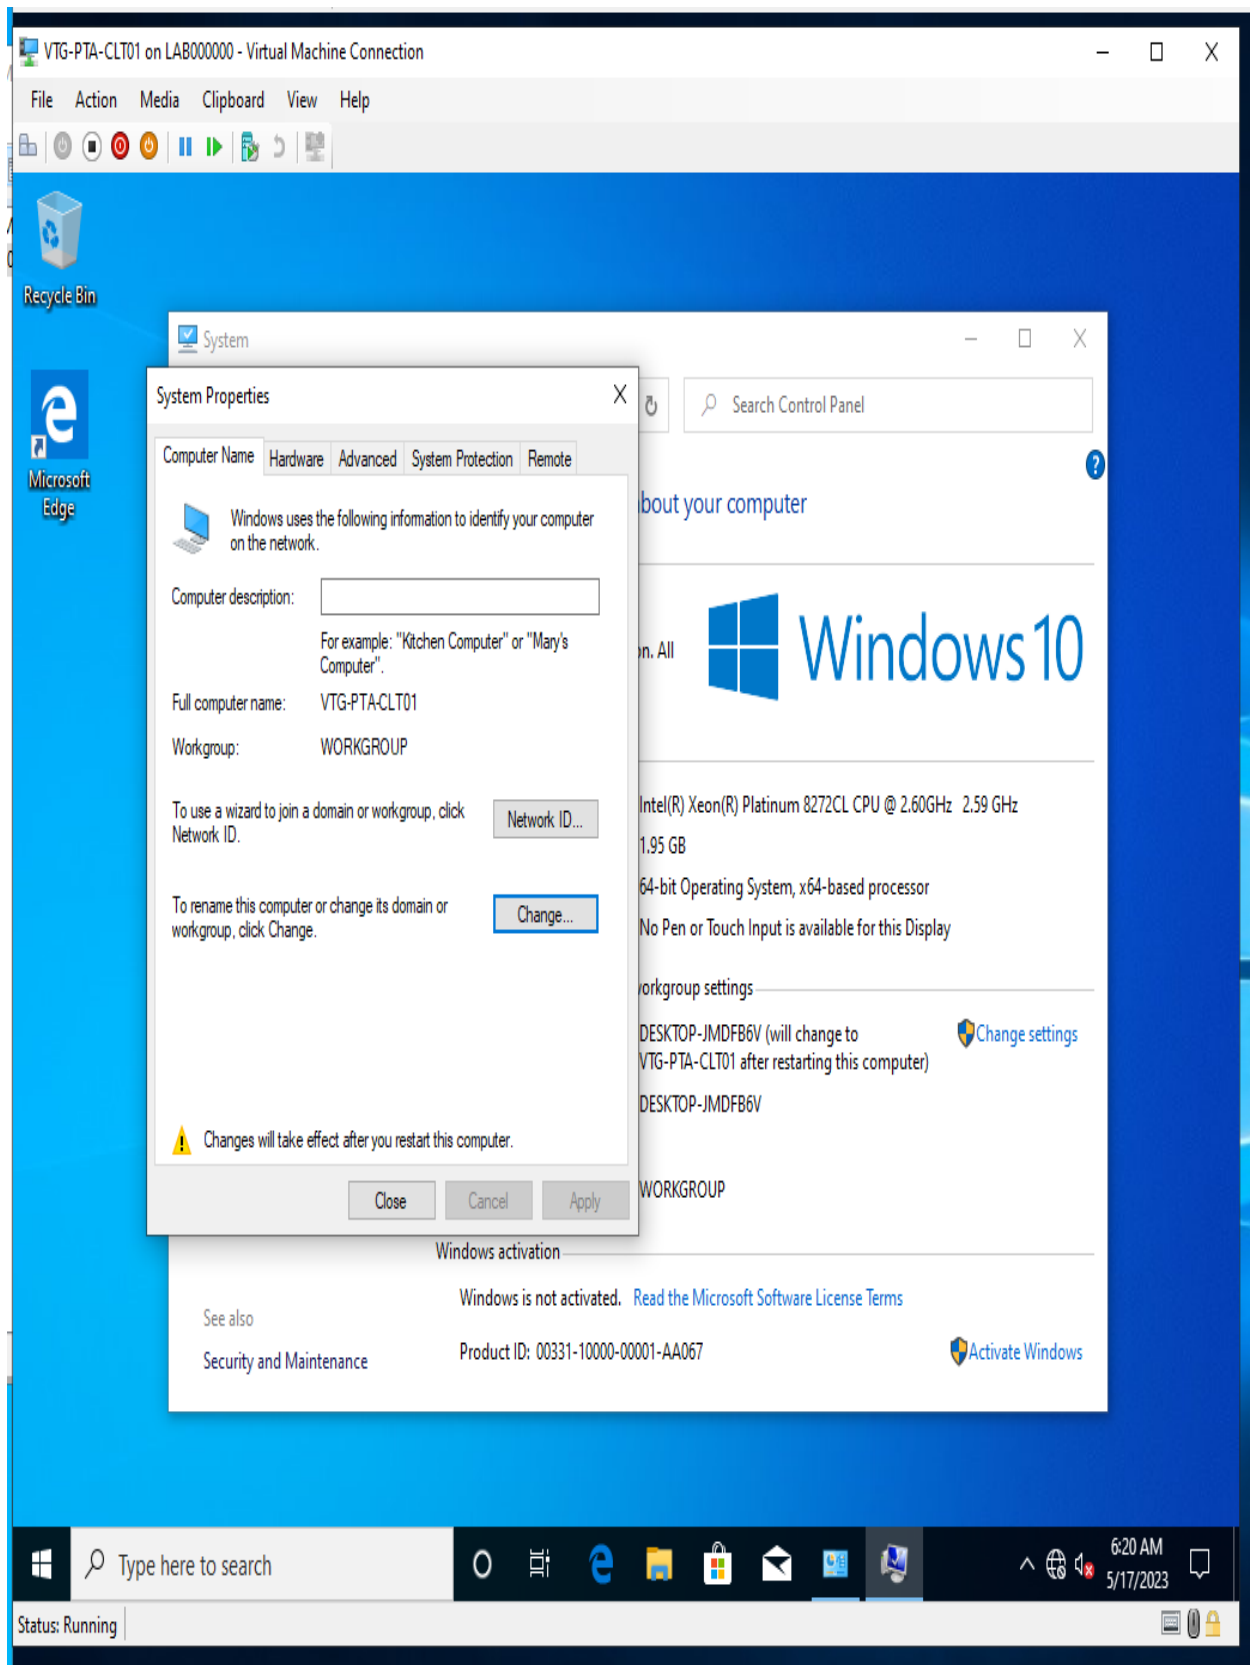 VTG-PTA-CLT01 on LAB000000 - Virtual Machine Connection
File Action Media Clipboard View Help
Recycle Bin
Microsoft
Edge
System
Search Control Panel
System Properties
Computer Name Hardware Advanced System Protection Remote
Windows uses the following information to identify your computer
on the network.
Computer description:
For example: "Kitchen Computer" or "Mary's
Computer".
Full computer name: VTG-PTA-CLT01
Workgroup: WORKGROUP
To use a wizard to join a domain or workgroup, click
Network ID.
Network ID...
To rename this computer or change its domain or
workgroup, click Change.
Change...
Changes will take effect after you restart this computer.
Close Cancel Apply
about your computer
on. All
Windows 10
Intel(R) Xeon(R) Platinum 8272CL CPU @ 2.60GHz 2.59 GHz
1.95 GB
64-bit Operating System, x64-based processor
No Pen or Touch Input is available for this Display
workgroup settings
DESKTOP-JMDFB6V (will change to
VTG-PTA-CLT01 after restarting this computer)
Change settings
DESKTOP-JMDFB6V
WORKGROUP
Windows activation
Windows is not activated. Read the Microsoft Software License Terms
Product ID: 00331-10000-00001-AA067
Activate Windows
See also
Security and Maintenance
Type here to search
6:20 AM
5/17/2023
Status: Running